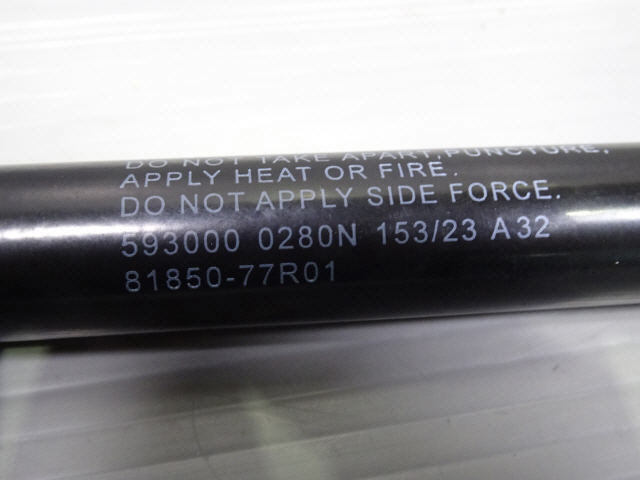 DO NOT TAKE APART, PUNCTURE,
APPLY HEAT OR FIRE.
DO NOT APPLY SIDE FORCE.
593000 0280N 153/23 A32
81850-77R01